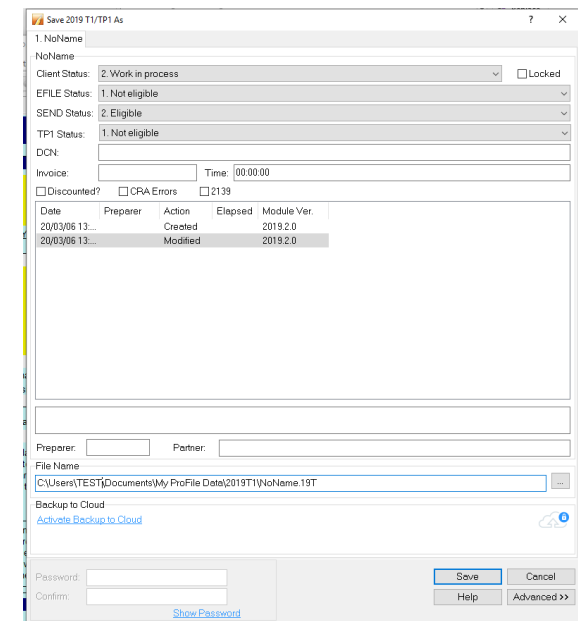 Save 2019 T1/TP1 As
1. NoName
NoName
Client Status: 2. Work in process Locked
EFILE Status: 1. Not eligible
SEND Status: 2. Eligible
TP1 Status: 1. Not eligible
DCN:
Invoice: Time: 00:00:00
Discounted? CRA Errors 2139
Date Preparer Action Elapsed Module Ver.
20/03/06 13:... Created 2019.2.0
20/03/06 13:... Modified 2019.2.0
Preparer: Partner:
File Name
C:\Users\TEST\Documents\My ProFile Data\2019T1\NoName.19T ...
Backup to Cloud
Activate Backup to Cloud
Password: Save Cancel
Confirm: Help Advanced >>
Show Password